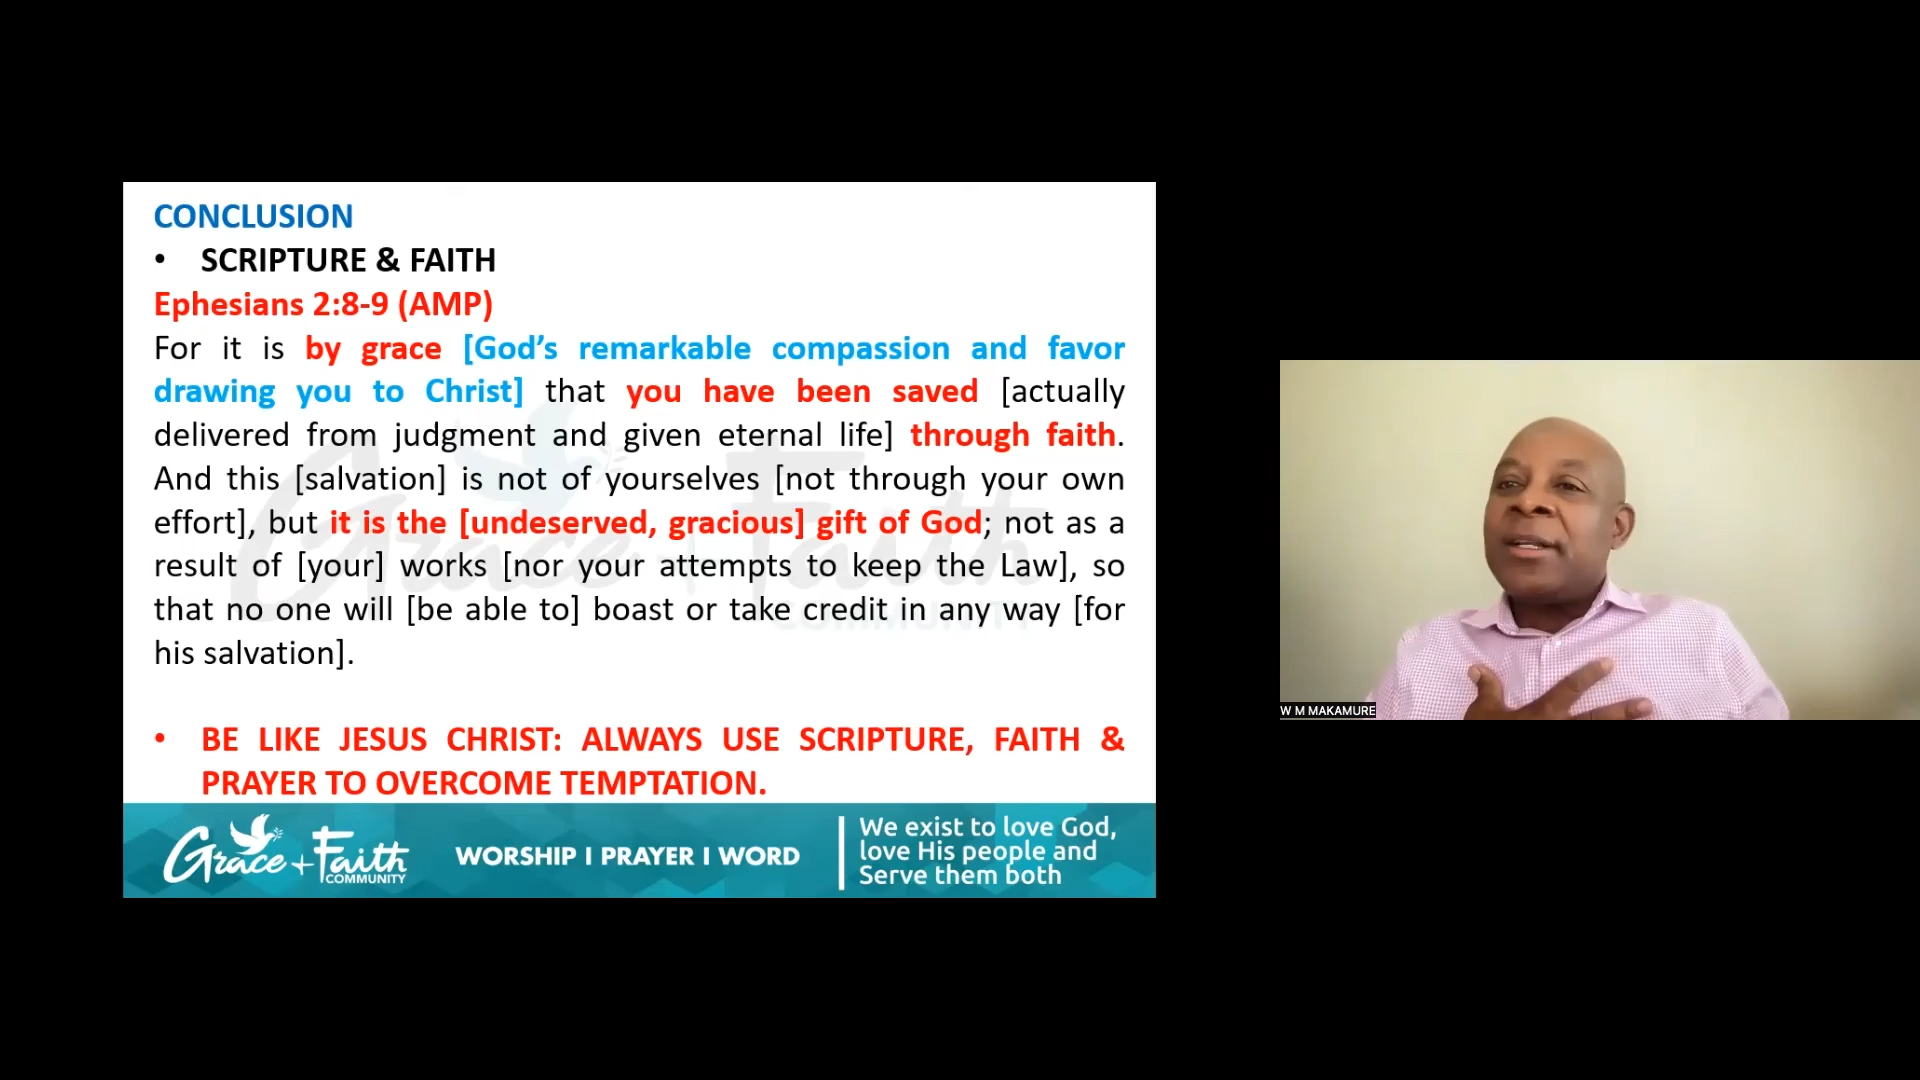 CONCLUSION
• SCRIPTURE & FAITH
Ephesians 2:8-9 (AMP)
For it is by grace [God’s remarkable compassion and favor
drawing you to Christ] that you have been saved [actually
delivered from judgment and given eternal life] through faith.
And this [salvation] is not of yourselves [not through your own
effort], but it is the [undeserved, gracious] gift of God; not as a
result of [your] works [nor your attempts to keep the Law], so
that no one will [be able to] boast or take credit in any way [for
his salvation].
• BE LIKE JESUS CHRIST: ALWAYS USE SCRIPTURE, FAITH &
PRAYER TO OVERCOME TEMPTATION.
Grace + Faith
COMMUNITY
WORSHIP | PRAYER | WORD
We exist to love God,
love His people and
Serve them both
W M MAKAMURE